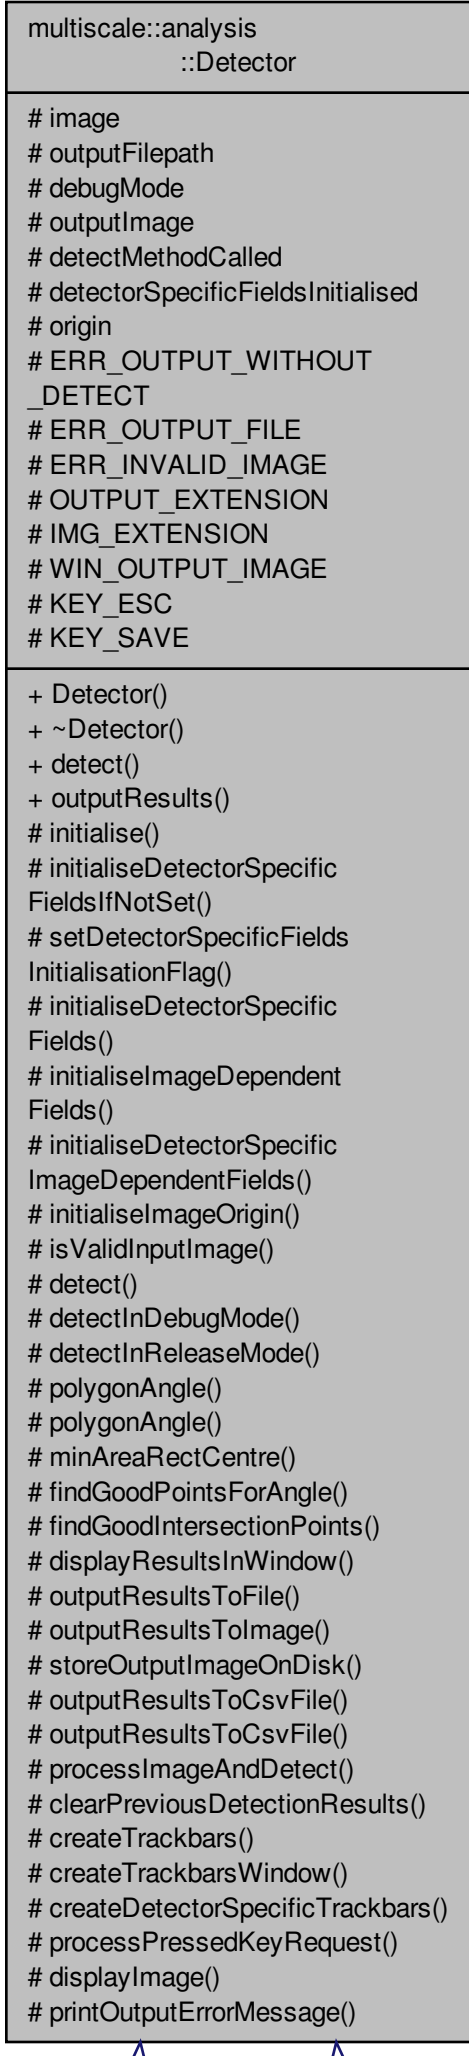 multiscale::analysis
::Detector
# image
# outputFilepath
# debugMode
# outputImage
# detectMethodCalled
# detectorSpecificFieldsInitialised
# origin
# ERR_OUTPUT_WITHOUT
_DETECT
# ERR_OUTPUT_FILE
# ERR_INVALID_IMAGE
# OUTPUT_EXTENSION
# IMG_EXTENSION
# WIN_OUTPUT_IMAGE
# KEY_ESC
# KEY_SAVE
+ Detector()
+ ~Detector()
+ detect()
+ outputResults()
# initialise()
# initialiseDetectorSpecific
FieldsIfNotSet()
# setDetectorSpecificFields
InitialisationFlag()
# initialiseDetectorSpecific
Fields()
# initialiseImageDependent
Fields()
# initialiseDetectorSpecific
ImageDependentFields()
# initialiseImageOrigin()
# isValidInputImage()
# detect()
# detectInDebugMode()
# detectInReleaseMode()
# polygonAngle()
# polygonAngle()
# minAreaRectCentre()
# findGoodPointsForAngle()
# findGoodIntersectionPoints()
# displayResultsInWindow()
# outputResultsToFile()
# outputResultsToImage()
# storeOutputImageOnDisk()
# outputResultsToCsvFile()
# outputResultsToCsvFile()
# processImageAndDetect()
# clearPreviousDetectionResults()
# createTrackbars()
# createTrackbarsWindow()
# createDetectorSpecificTrackbars()
# processPressedKeyRequest()
# displayImage()
# printOutputErrorMessage()